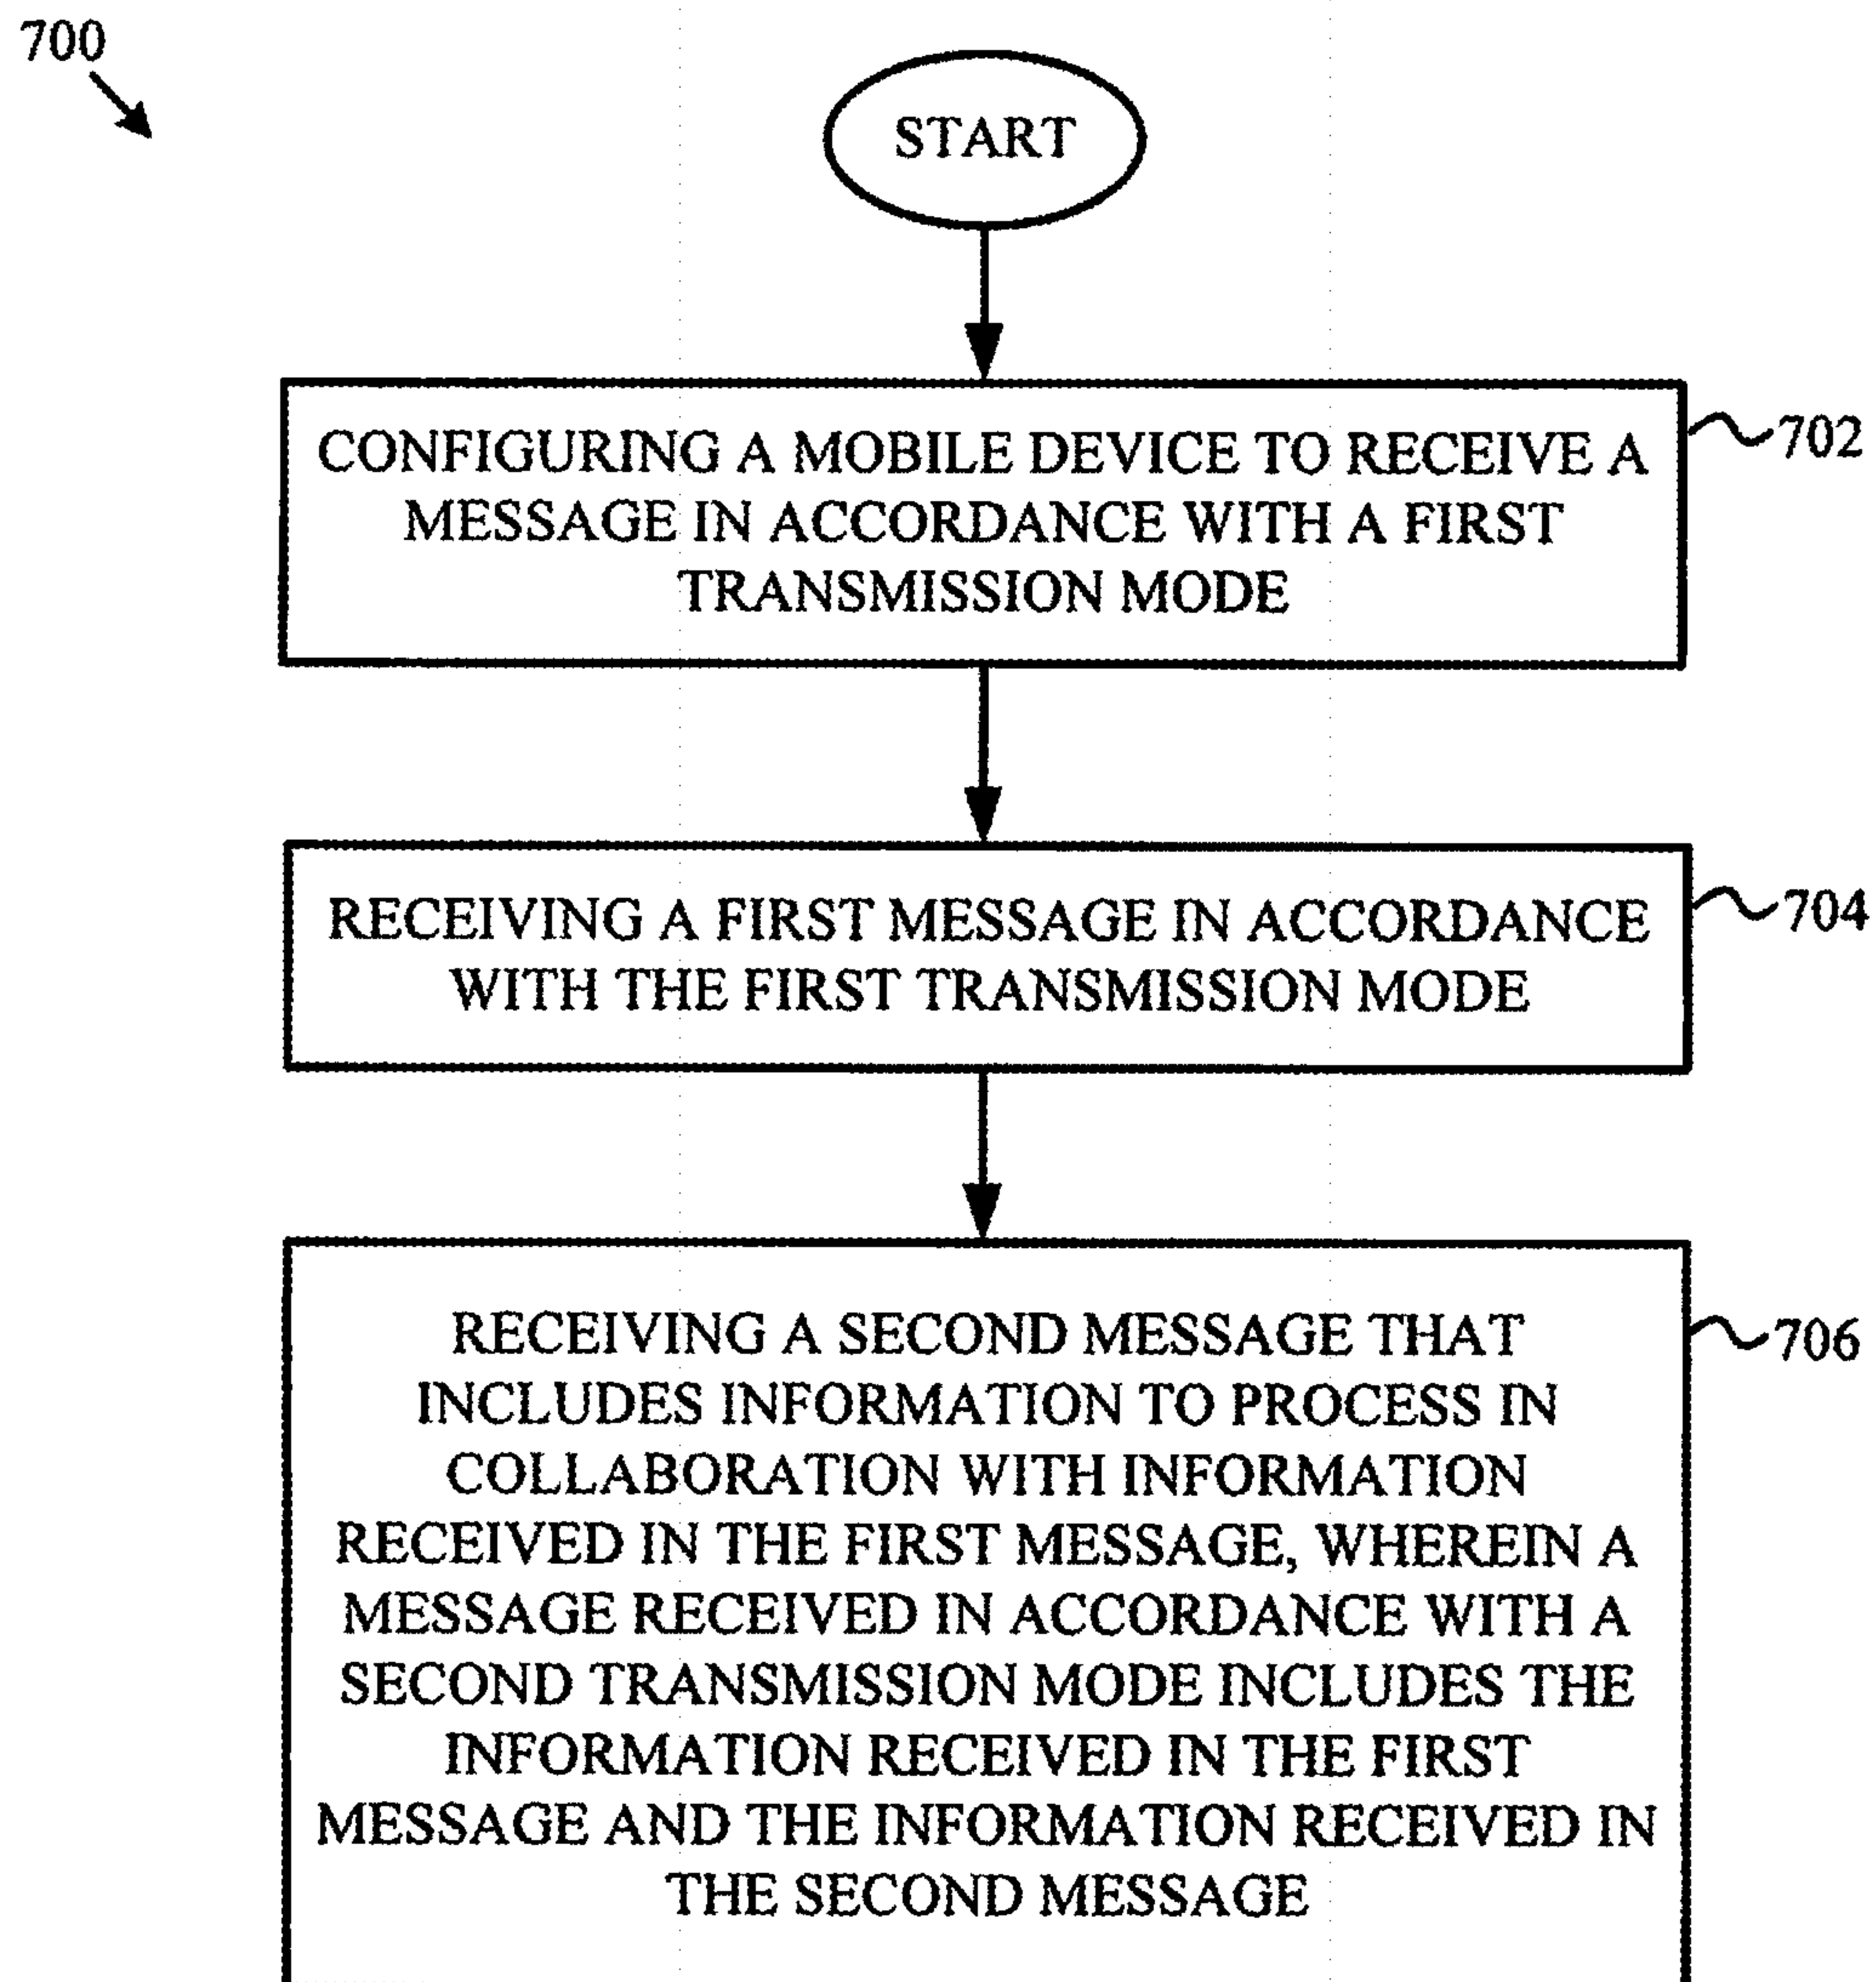 700
START
CONFIGURING A MOBILE DEVICE TO RECEIVE A
MESSAGE IN ACCORDANCE WITH A FIRST
TRANSMISSION MODE
702
RECEIVING A FIRST MESSAGE IN ACCORDANCE
WITH THE FIRST TRANSMISSION MODE
704
RECEIVING A SECOND MESSAGE THAT
INCLUDES INFORMATION TO PROCESS IN
COLLABORATION WITH INFORMATION
RECEIVED IN THE FIRST MESSAGE, WHEREIN A
MESSAGE RECEIVED IN ACCORDANCE WITH A
SECOND TRANSMISSION MODE INCLUDES THE
INFORMATION RECEIVED IN THE FIRST
MESSAGE AND THE INFORMATION RECEIVED IN
THE SECOND MESSAGE
706